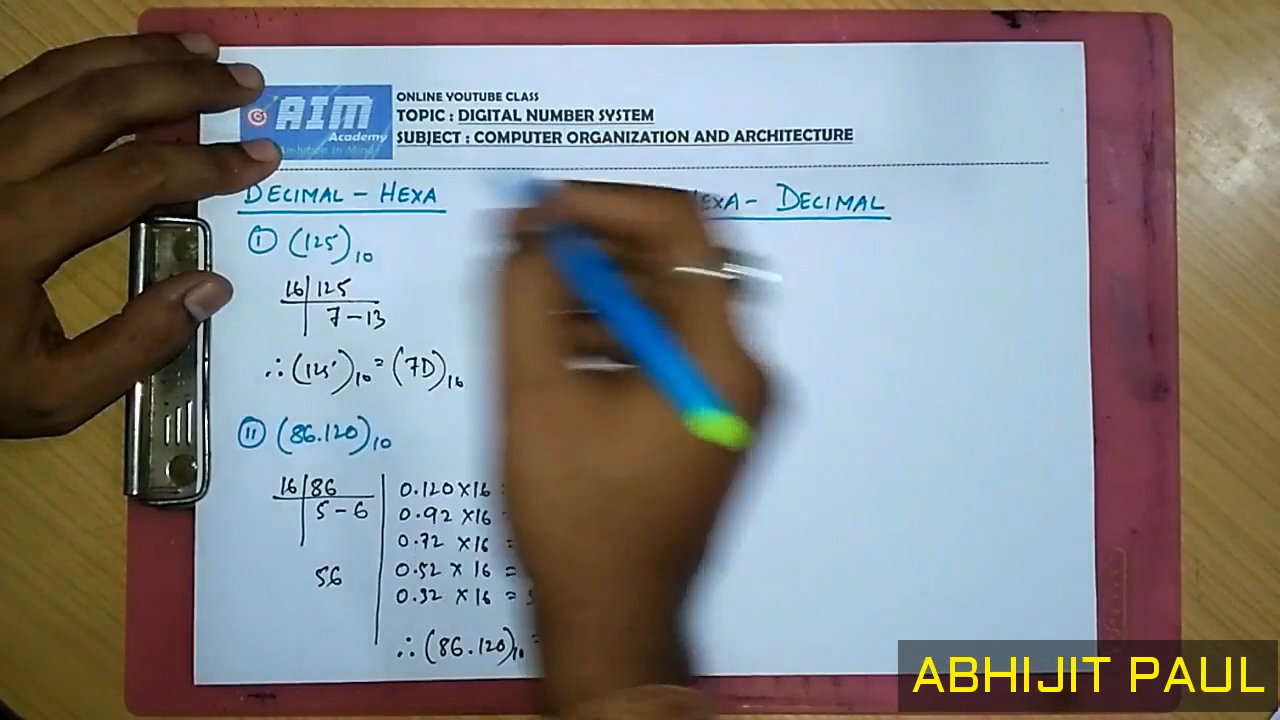 AIM
Academy
Ambition in Mind
ONLINE YOUTUBE CLASS
TOPIC : DIGITAL NUMBER SYSTEM
SUBJECT : COMPUTER ORGANIZATION AND ARCHITECTURE
DECIMAL - HEXA
① (125)₁₀
16 | 125
7 - 13
∴ (125)₁₀ = (7D)₁₆
② (86.120)₁₀
16 | 86
5 - 6
56
0.120 × 16
0.92 × 16
0.72 × 16 =
0.52 × 16 =
0.32 × 16 =
∴ (86.120)₁₀ =
HEXA - DECIMAL
ABHIJIT PAUL